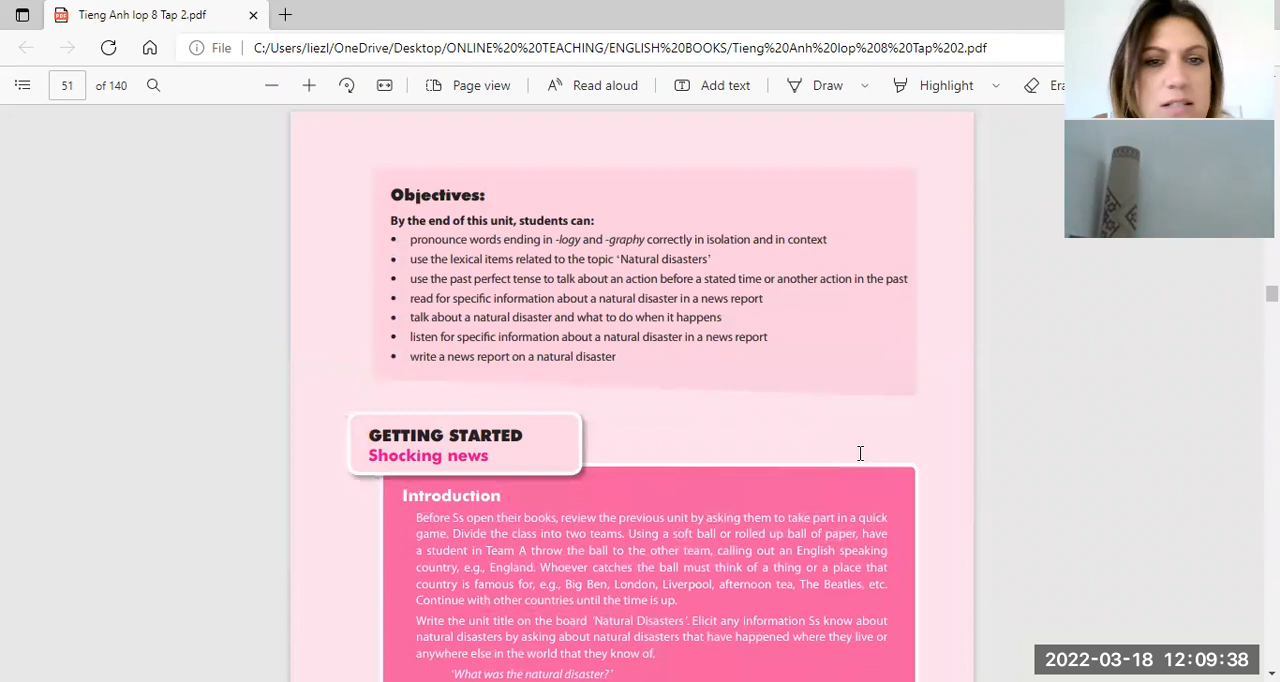 Tieng Anh lop 8 Tap 2.pdf
File C:/Users/liezl/OneDrive/Desktop/ONLINE%20%20TEACHING/ENGLISH%20BOOKS/Tieng%20Anh%20lop%208%20Tap%202.pdf
51 of 140 Page view Read aloud Add text Draw Highlight Era
Objectives:
By the end of this unit, students can:
• pronounce words ending in -logy and -graphy correctly in isolation and in context
• use the lexical items related to the topic ‘Natural disasters’
• use the past perfect tense to talk about an action before a stated time or another action in the past
• read for specific information about a natural disaster in a news report
• talk about a natural disaster and what to do when it happens
• listen for specific information about a natural disaster in a news report
• write a news report on a natural disaster
GETTING STARTED
Shocking news
Introduction
Before Ss open their books, review the previous unit by asking them to take part in a quick
game. Divide the class into two teams. Using a soft ball or rolled up ball of paper, have
a student in Team A throw the ball to the other team, calling out an English speaking
country, e.g., England. Whoever catches the ball must think of a thing or a place that
country is famous for, e.g., Big Ben, London, Liverpool, afternoon tea, The Beatles, etc.
Continue with other countries until the time is up.
Write the unit title on the board ‘Natural Disasters’. Elicit any information Ss know about
natural disasters by asking about natural disasters that have happened where they live or
anywhere else in the world that they know of.
‘What was the natural disaster?’
2022-03-18 12:09:38